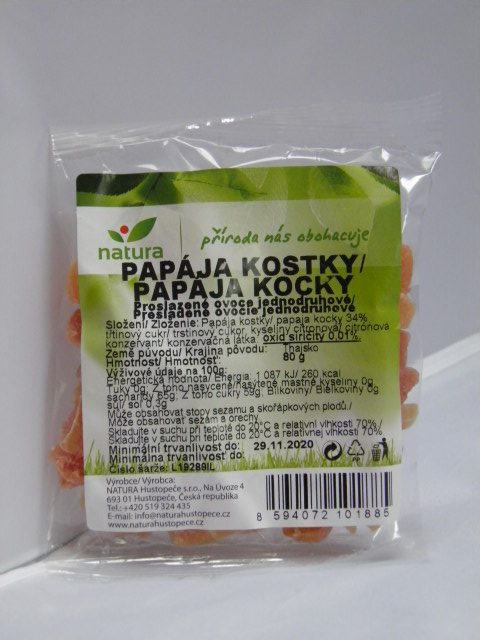 natura
příroda nás obohacuje
PAPÁJA KOSTKY/
PAPÁJA KOCKY
Proslazené ovoce jednodruhové/
Presladené ovocie jednodruhové
Složení/ Zloženie: Papája kostky/ papaja kocky 34%
třtinový cukr/ trstinový cukor, kyseliny citronová/ citrónová
konzervant/ konzervačná látka oxid siřičitý 0,01%.
Země původu/ Krajina pôvodu: Thajsko
Hmotnost/ Hmotnosť: 80 g
Výživové údaje na 100g:
Energetická hodnota/ Energia: 1 087 kJ/ 260 kcal
Tuky 0g, Z toho nasycené/nasýtené mastné kyseliny 0g
sacharidy 65g, Z toho cukry 59g, Bílkoviny/ Bielkoviny 0g
sůl/ soľ 0,3g
Může obsahovat stopy sezamu a skořápkových plodů./
Môže obsahovať sezam a orechy.
Skladujte v suchu při teplotě do 20°C a relativní vlhkosti 70%/
Skladujte v suchu pri teplote do 20°C a relatívnej vlhkosti 70%
Minimální trvanlivost do: 29.11.2020
Minimálna trvanlivosť do:
Číslo šarže: L19289IL
Výrobce/ Výrobca:
NATURA Hustopeče s.r.o., Na Úvoze 4
693 01 Hustopeče, Česká republika
Tel.: +420 519 324 435
E-mail: info@naturahustopece.cz
www.naturahustopece.cz
PP
8 594072 101885